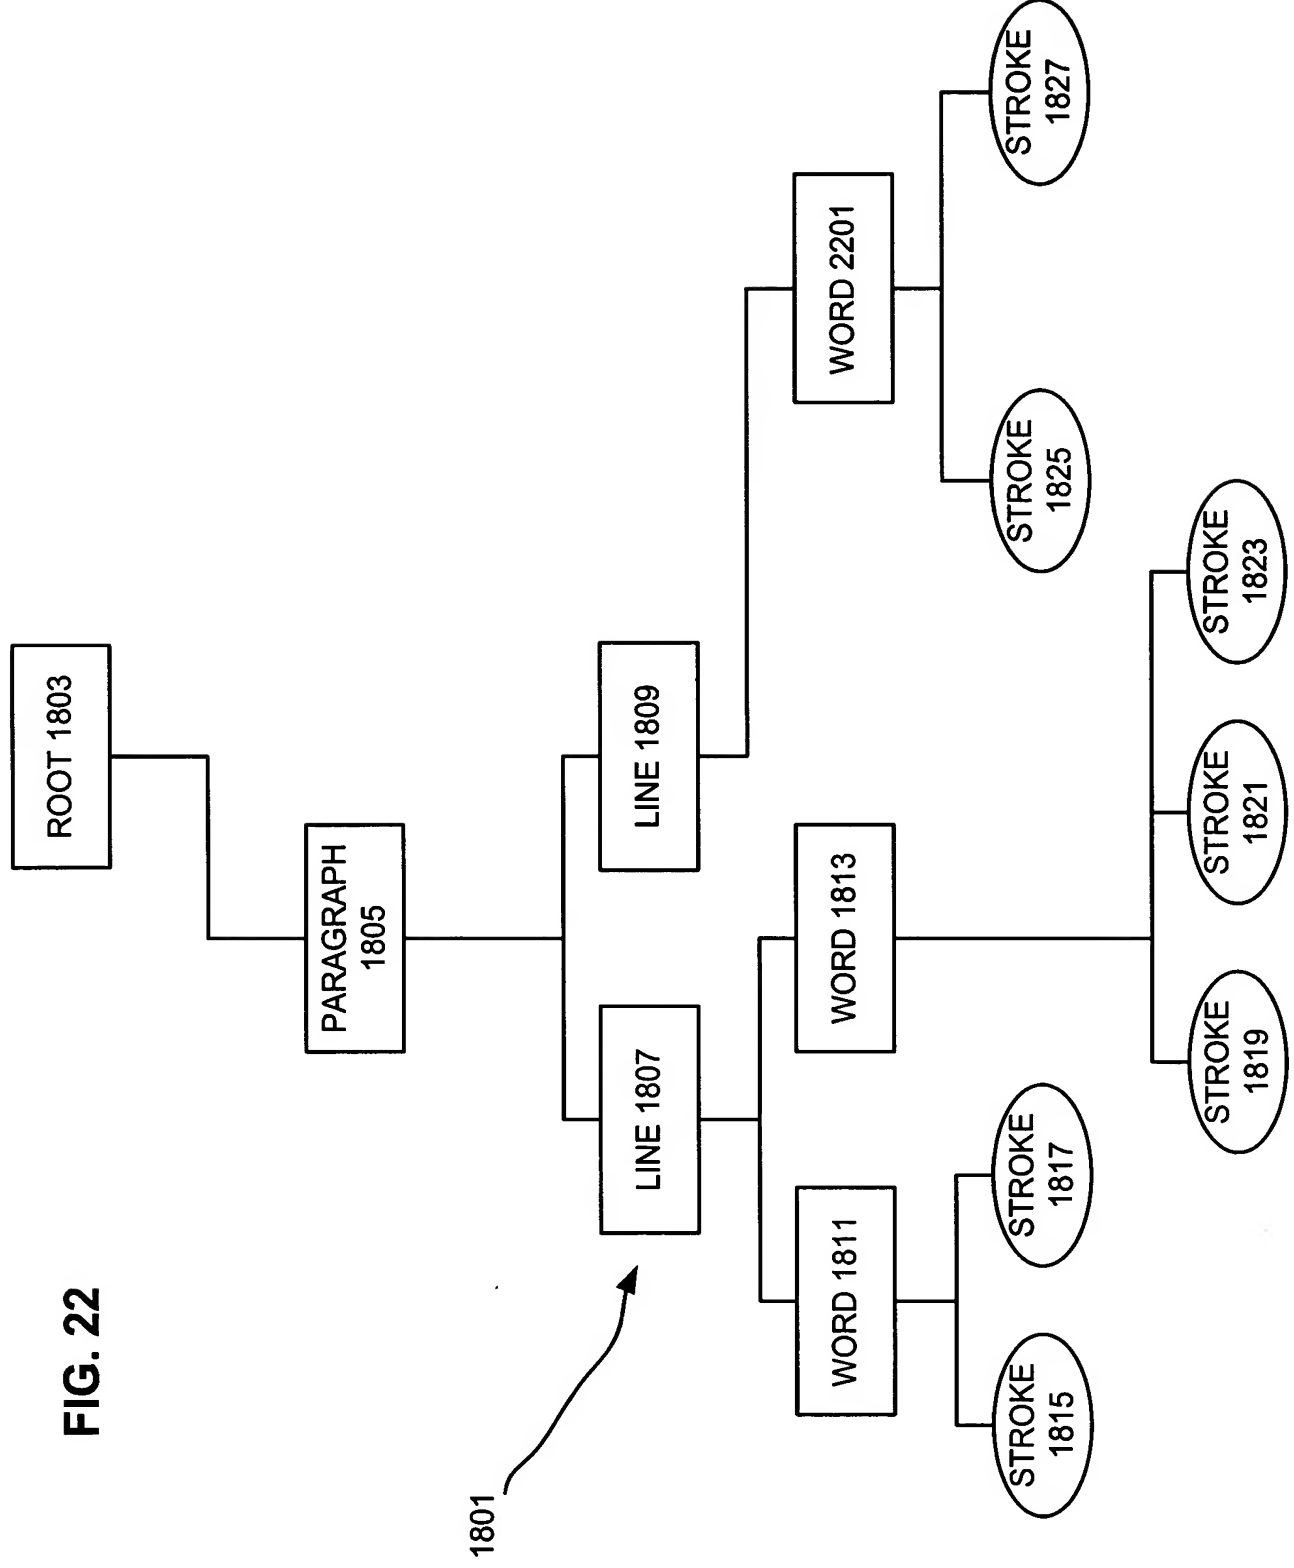 FIG. 22
1801
ROOT 1803
PARAGRAPH
1805
LINE 1807
LINE 1809
WORD 1811
WORD 1813
WORD 2201
STROKE
1815
STROKE
1817
STROKE
1825
STROKE
1827
STROKE
1819
STROKE
1821
STROKE
1823